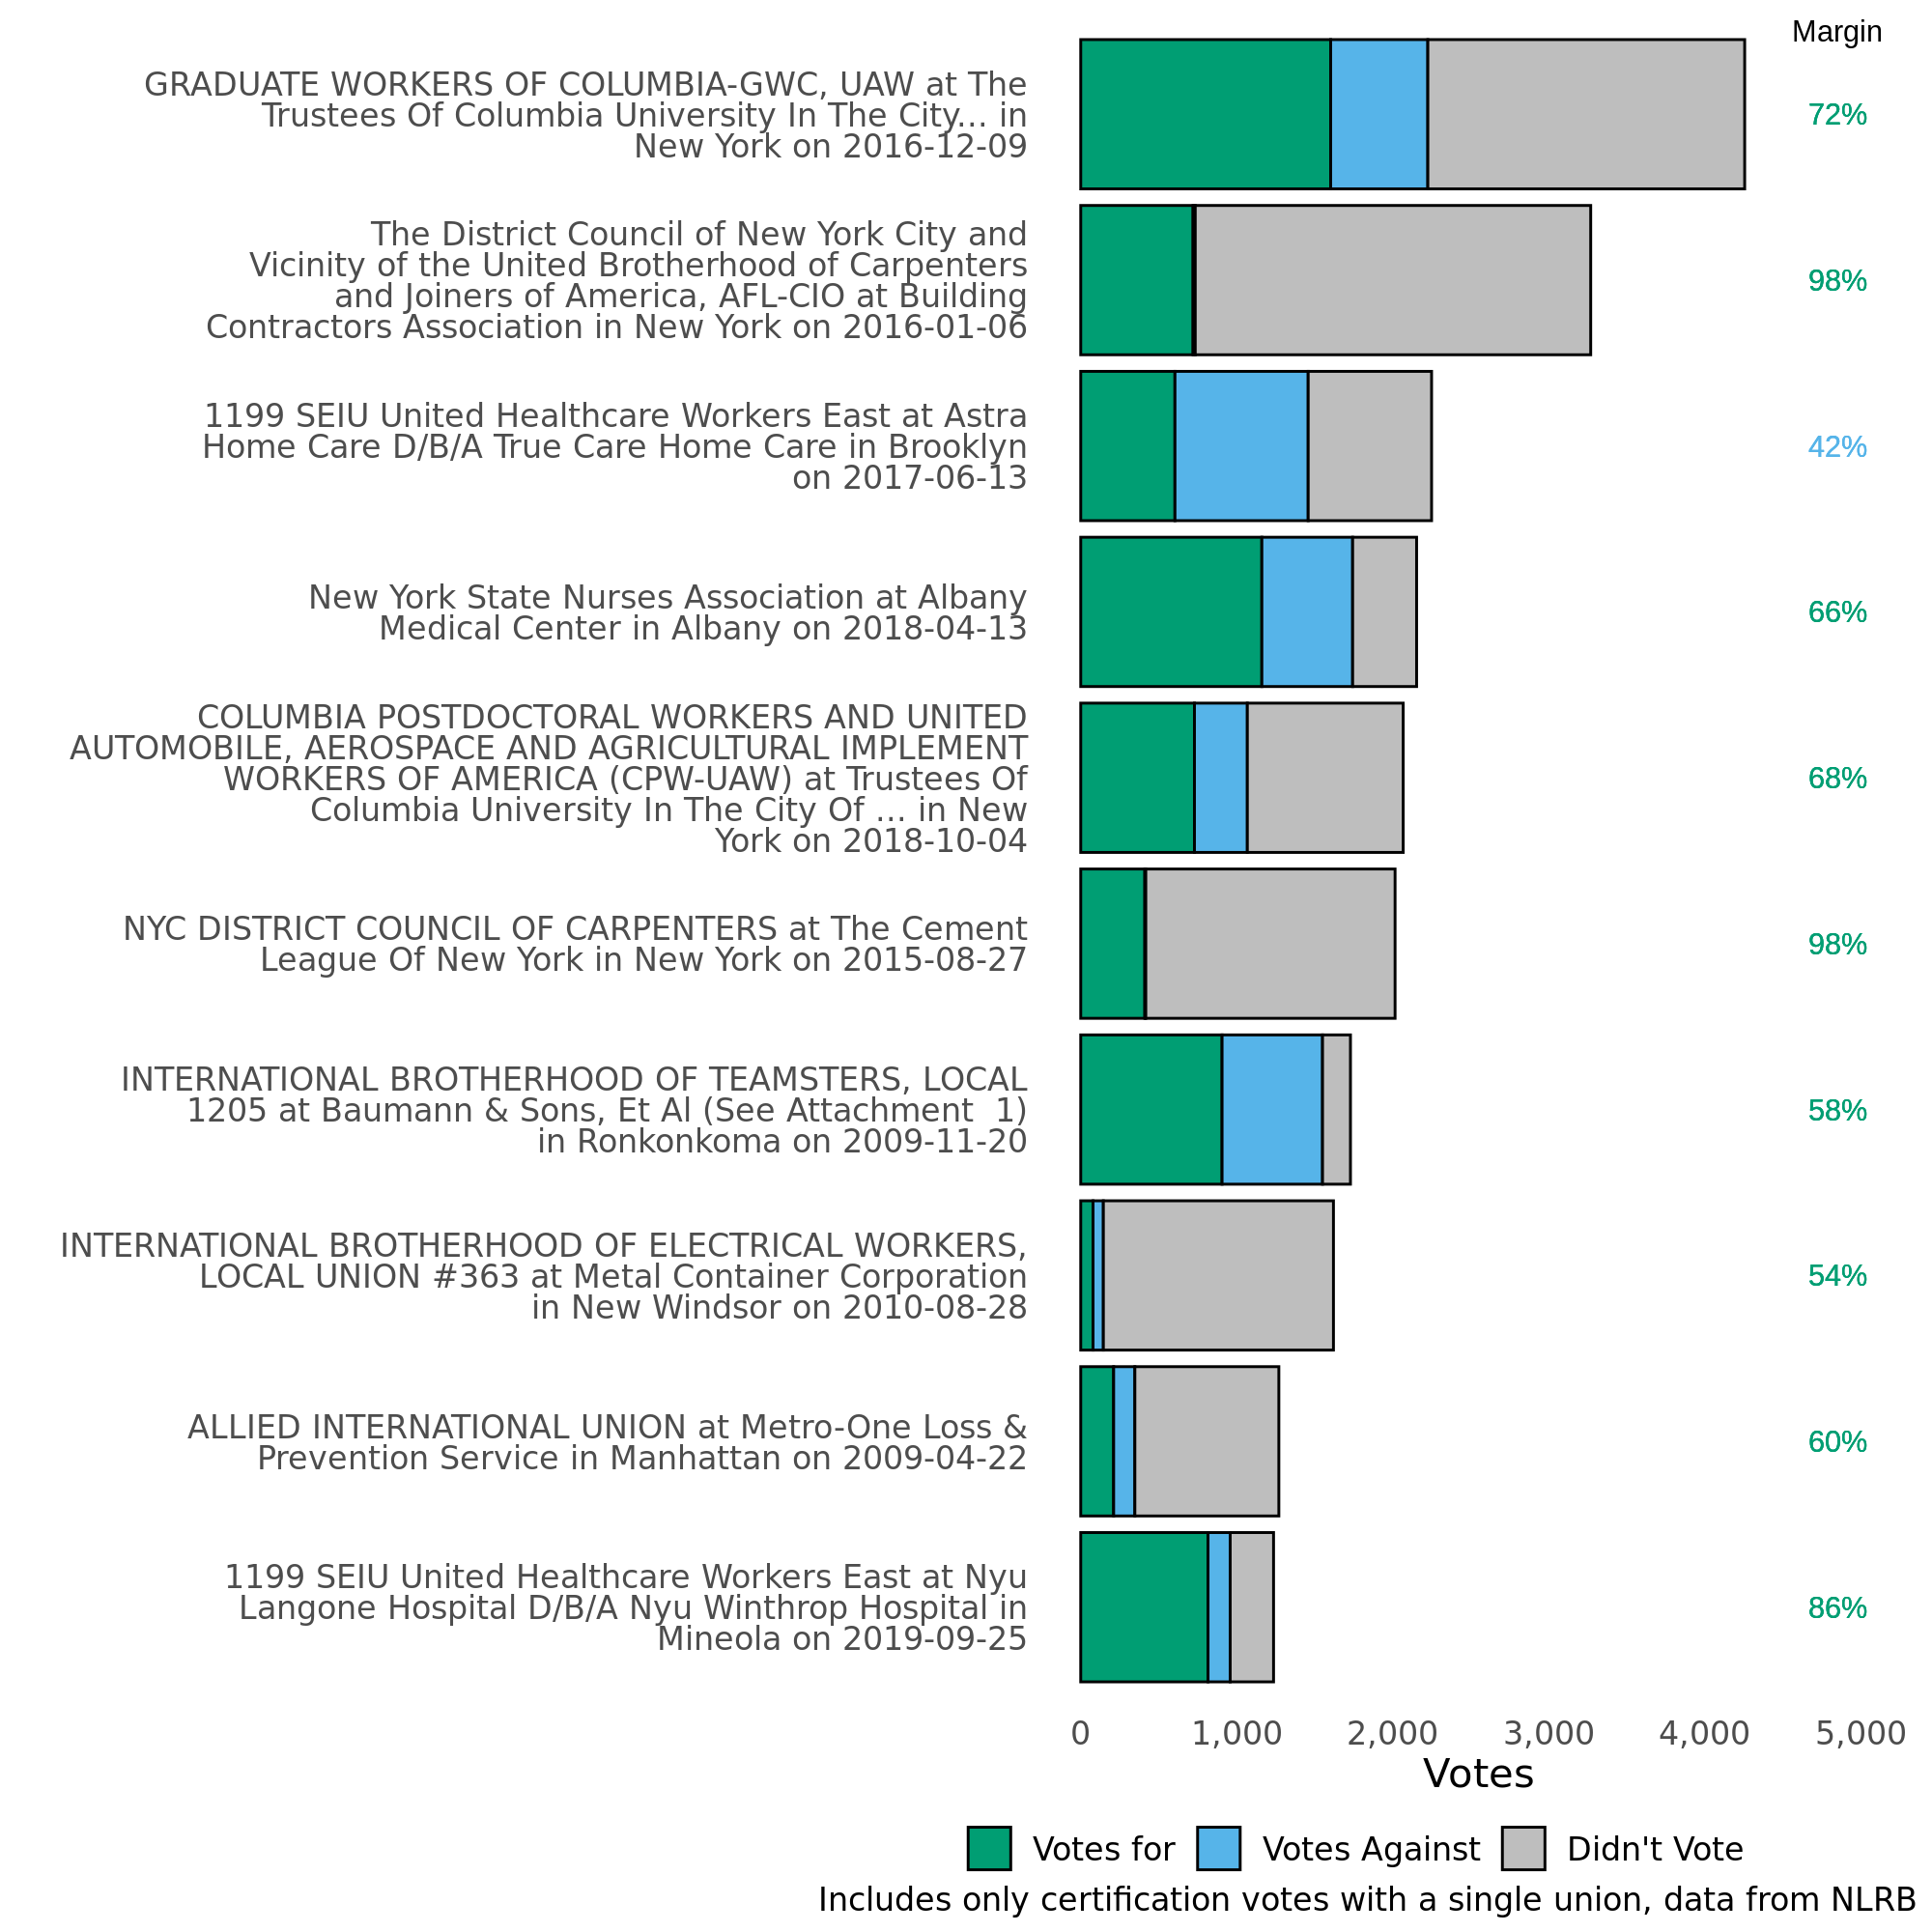 Margin
GRADUATE WORKERS OF COLUMBIA-GWC, UAW at The
Trustees Of Columbia University In The City... in
New York on 2016-12-09
72%
The District Council of New York City and
Vicinity of the United Brotherhood of Carpenters
and Joiners of America, AFL-CIO at Building
Contractors Association in New York on 2016-01-06
98%
1199 SEIU United Healthcare Workers East at Astra
Home Care D/B/A True Care Home Care in Brooklyn
on 2017-06-13
42%
New York State Nurses Association at Albany
Medical Center in Albany on 2018-04-13
66%
COLUMBIA POSTDOCTORAL WORKERS AND UNITED
AUTOMOBILE, AEROSPACE AND AGRICULTURAL IMPLEMENT
WORKERS OF AMERICA (CPW-UAW) at Trustees Of
Columbia University In The City Of ... in New
York on 2018-10-04
68%
NYC DISTRICT COUNCIL OF CARPENTERS at The Cement
League Of New York in New York on 2015-08-27
98%
INTERNATIONAL BROTHERHOOD OF TEAMSTERS, LOCAL
1205 at Baumann & Sons, Et Al (See Attachment  1)
in Ronkonkoma on 2009-11-20
58%
INTERNATIONAL BROTHERHOOD OF ELECTRICAL WORKERS,
LOCAL UNION #363 at Metal Container Corporation
in New Windsor on 2010-08-28
54%
ALLIED INTERNATIONAL UNION at Metro-One Loss &
Prevention Service in Manhattan on 2009-04-22
60%
1199 SEIU United Healthcare Workers East at Nyu
Langone Hospital D/B/A Nyu Winthrop Hospital in
Mineola on 2019-09-25
86%
0 1,000 2,000 3,000 4,000 5,000
Votes
Votes for Votes Against Didn't Vote
Includes only certification votes with a single union, data from NLRB